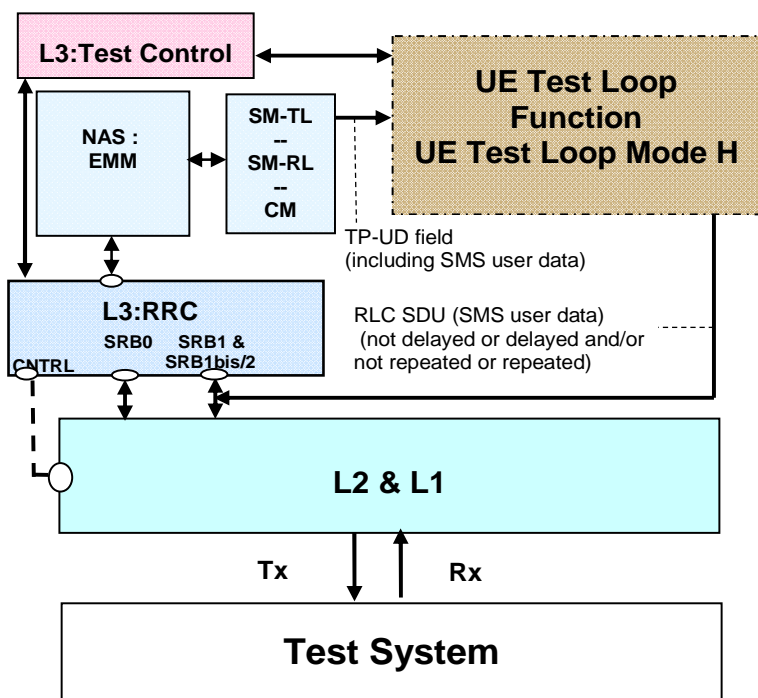 L3:Test Control
UE Test Loop
Function
UE Test Loop Mode H
NAS :
EMM
SM-TL
--
SM-RL
--
CM
TP-UD field
(including SMS user data)
RLC SDU (SMS user data)
(not delayed or delayed and/or
not repeated or repeated)
L3:RRC
SRB0
SRB1 &
SRB1bis/2
CNTRL
L2 & L1
Tx
Rx
Test System